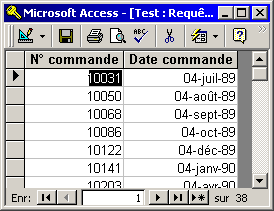 Microsoft Access - [Test : Requê...
N° commande Date commande
10031 04-juil-89
10050 04-août-89
10068 04-sept-89
10086 04-oct-89
10122 04-déc-89
10141 04-janv-90
10203 04-avr-90
Enr: 1 sur 38